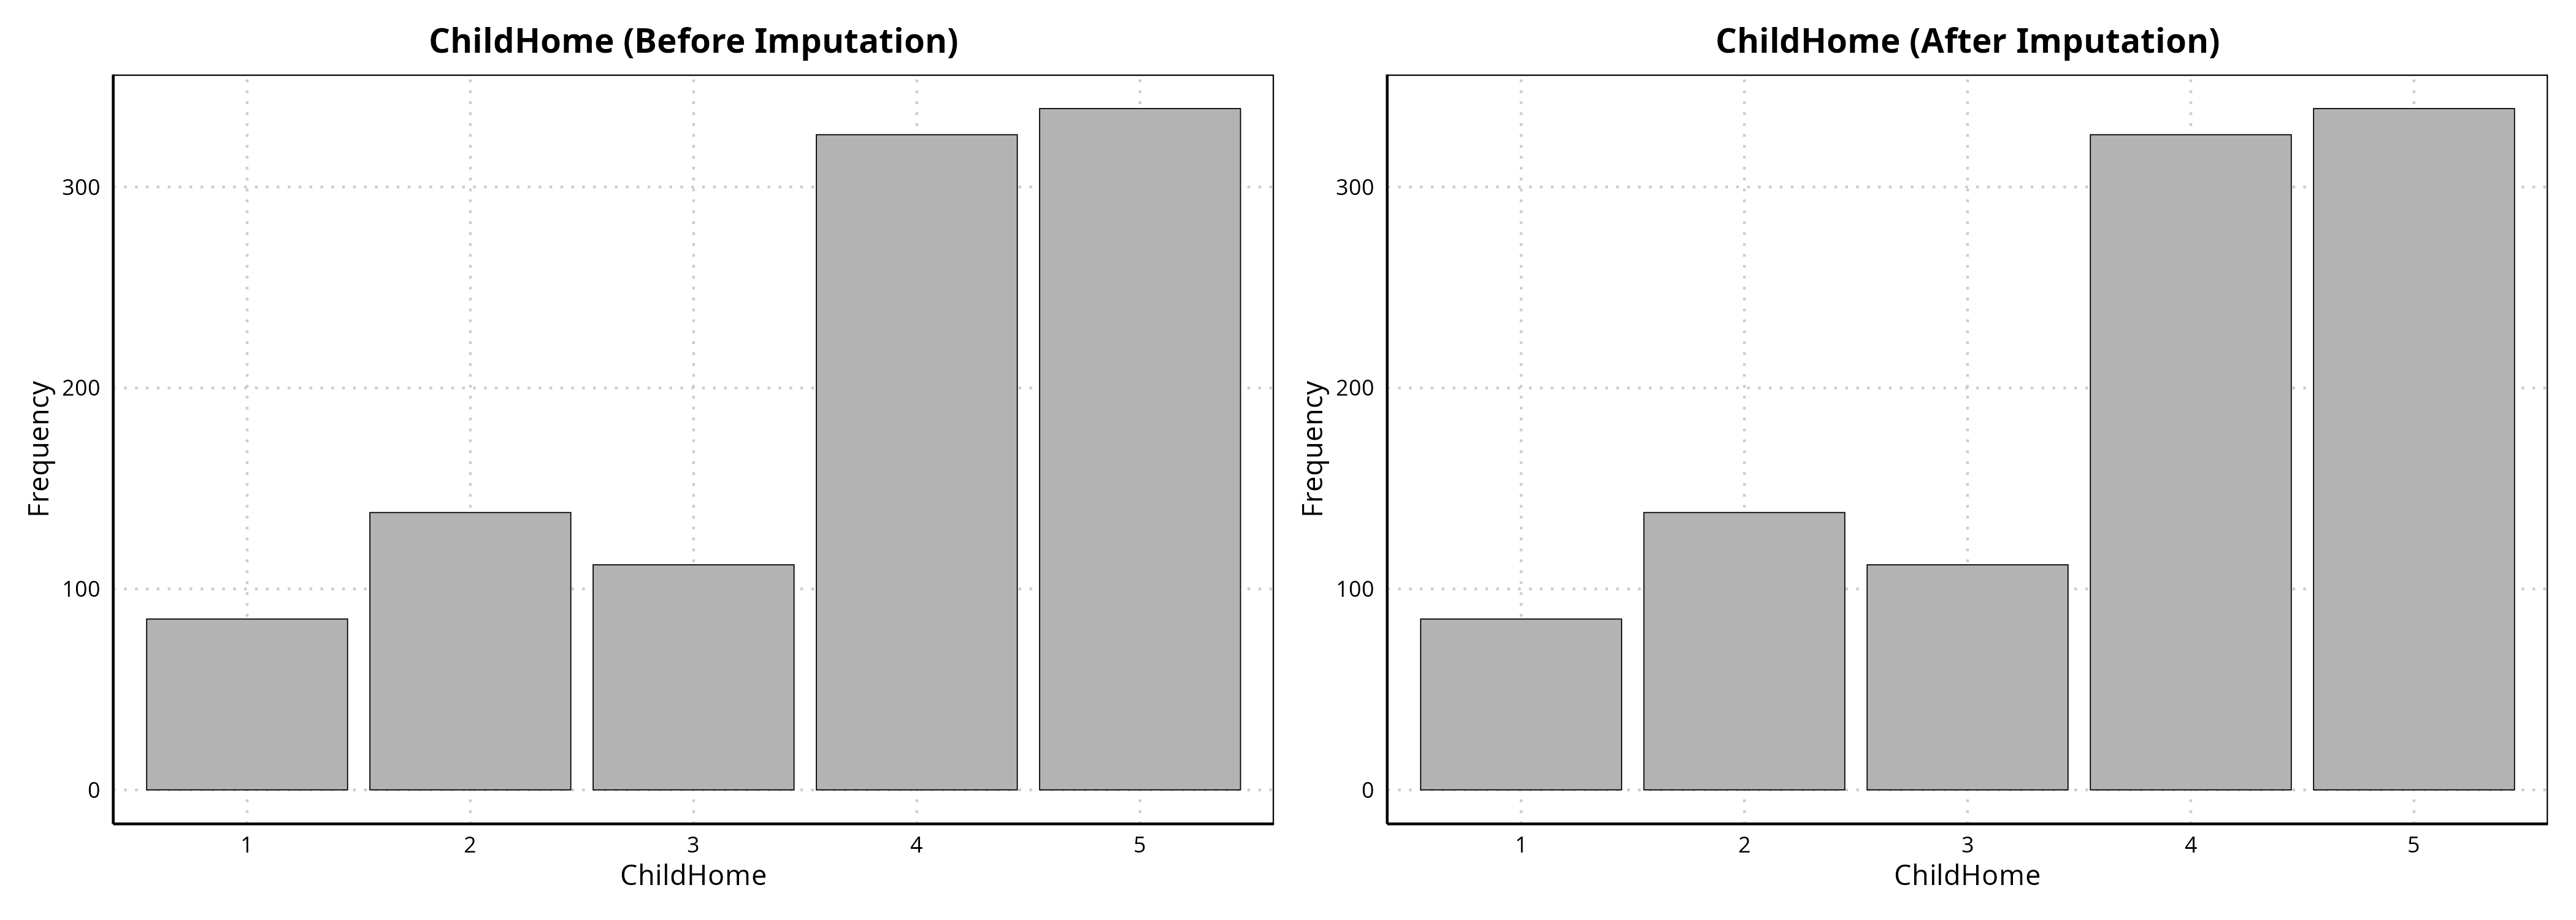 ChildHome (Before Imputation)
Frequency
300
200
100
0
1 2 3 4 5
ChildHome
ChildHome (After Imputation)
Frequency
300
200
100
0
1 2 3 4 5
ChildHome